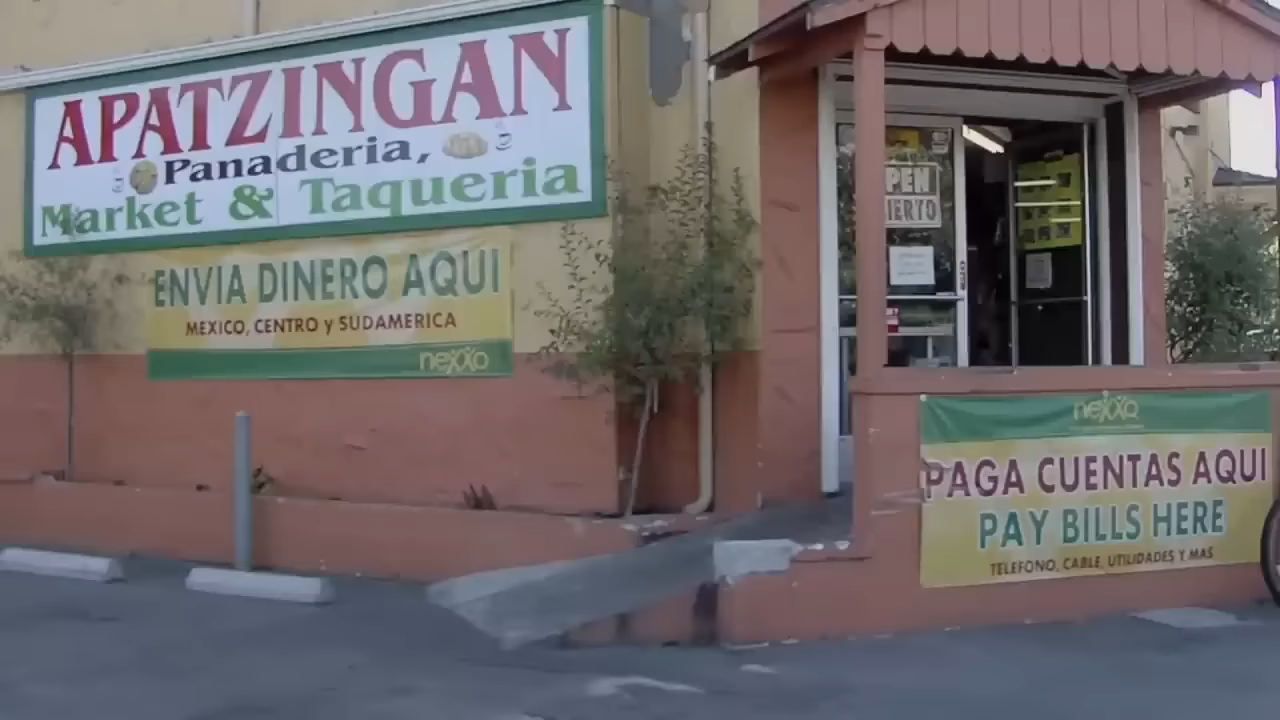 APATZINGAN
Panaderia,
Market & Taqueria
ENVIA DINERO AQUI
MEXICO, CENTRO y SUDAMERICA
nexxo
PEN
IERTO
nexxo
PAGA CUENTAS AQUI
PAY BILLS HERE
TELEFONO, CABLE, UTILIDADES Y MAS